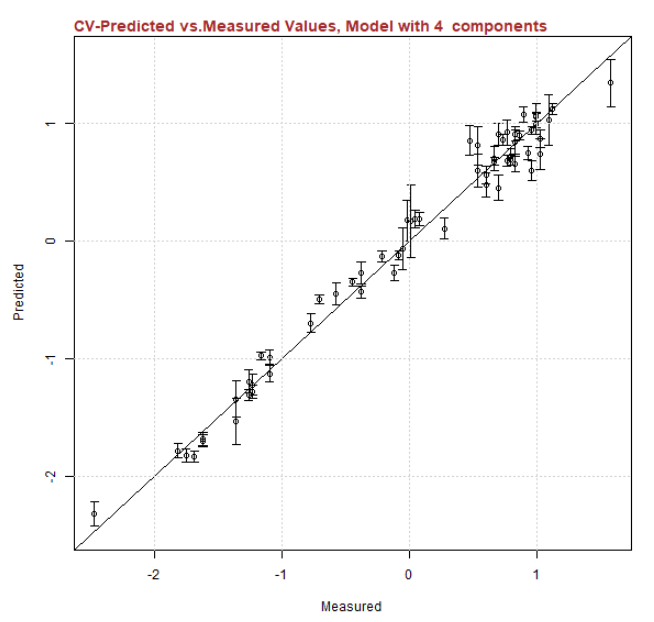 CV-Predicted vs.Measured Values, Model with 4 components
Predicted
1
0
-1
-2
-2 -1 0 1
Measured